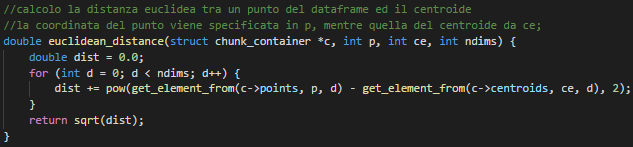 //calcolo la distanza euclidea tra un punto del dataframe ed il centroide
//la coordinata del punto viene specificata in p, mentre quella del centroide da ce;
double euclidean_distance(struct chunk_container *c, int p, int ce, int ndims) {
    double dist = 0.0;
    for (int d = 0; d < ndims; d++) {
        dist += pow(get_element_from(c->points, p, d) - get_element_from(c->centroids, ce, d), 2);
    }
    return sqrt(dist);
}